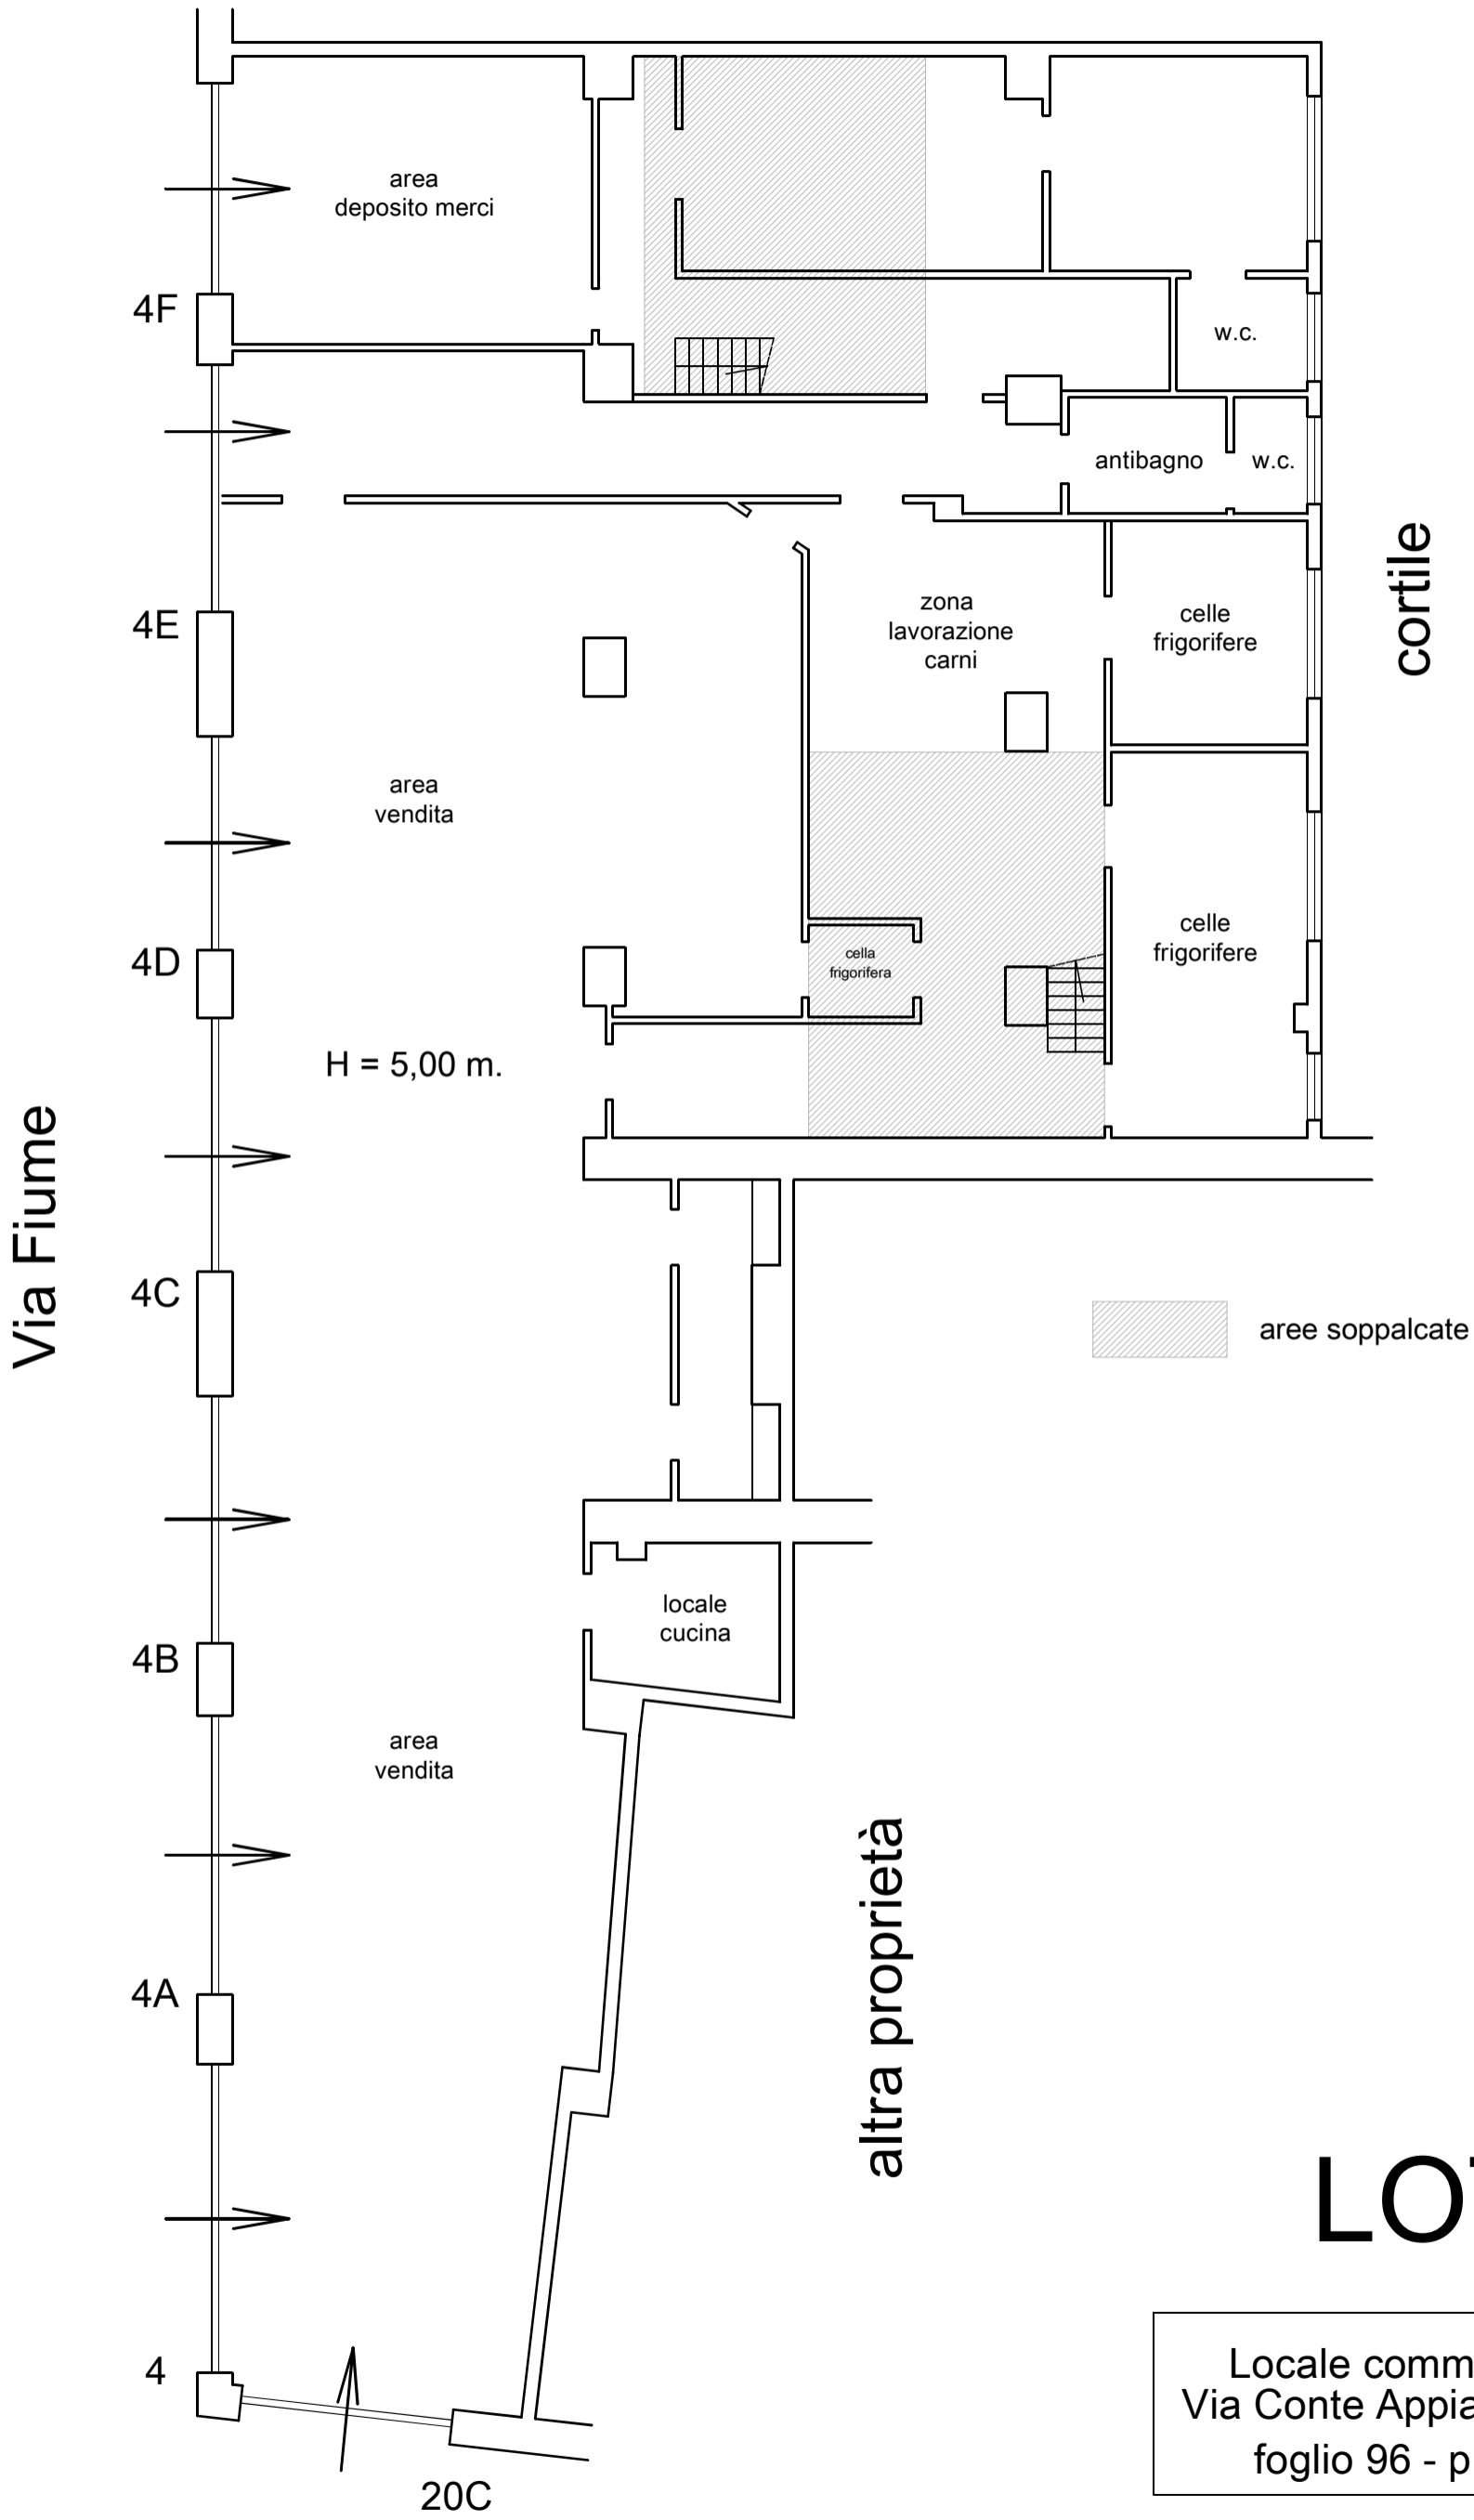 area
deposito merci
4F
w.c.
antibagno
w.c.
cortile
4E
zona
lavorazione
carni
celle
frigorifere
area
vendita
4D
cella
frigorifera
celle
frigorifere
H = 5,00 m.
Via Fiume
4C
aree soppalcate
locale
cucina
4B
area
vendita
altra proprietà
4A
4
20C
Locale comm
Via Conte Appia
foglio 96 - p